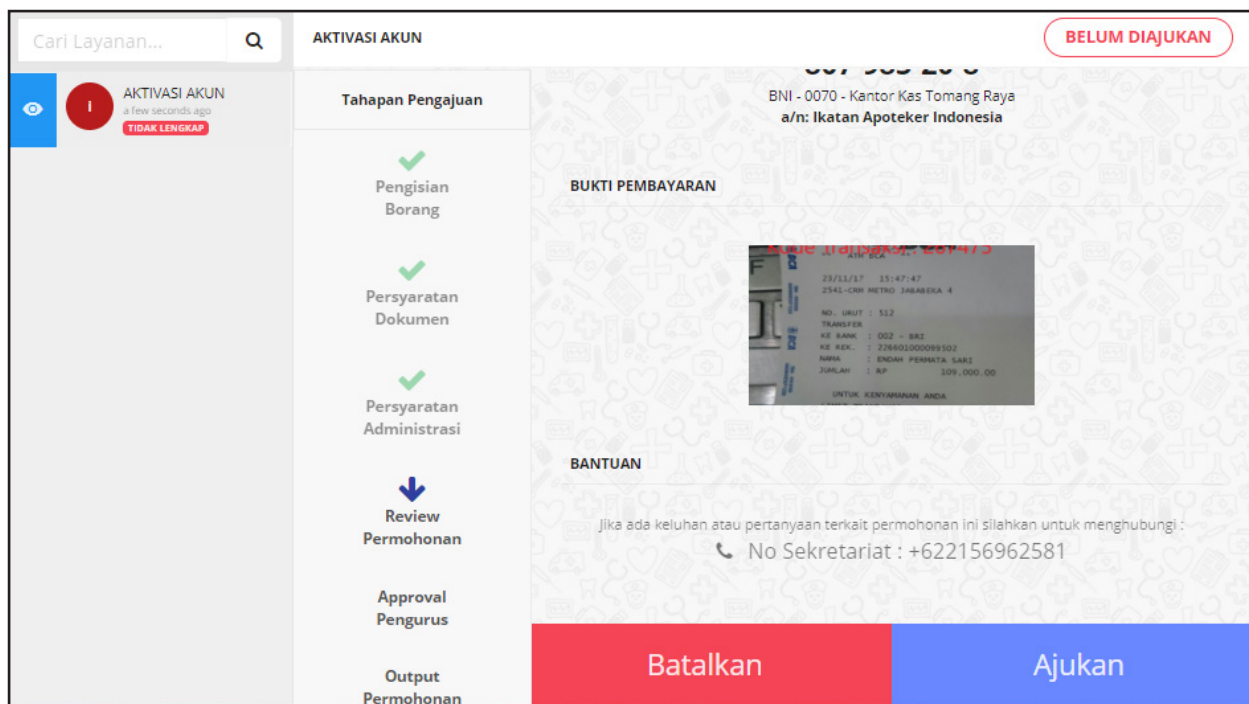 Cari Layanan...
AKTIVASI AKUN
BELUM DIAJUKAN
AKTIVASI AKUN
a few seconds ago
TIDAK LENGKAP
Tahapan Pengajuan
Pengisian
Borang
Persyaratan
Dokumen
Persyaratan
Administrasi
Review
Permohonan
Approval
Pengurus
Output
Permohonan
BNI - 0070 - Kantor Kas Tomang Raya
a/n: Ikatan Apoteker Indonesia
BUKTI PEMBAYARAN
ATM BCA
23/11/17 15:47:47
2541-CRM METRO JABABEKA 4
NO. URUT : 512
TRANSFER
KE BANK : 002 - BRI
KE REK. : 226601000099502
NAMA : ENDAH PERMATA SARI
JUMLAH : RP 109,000.00
UNTUK KENYAMANAN ANDA
BANTUAN
Jika ada keluhan atau pertanyaan terkait permohonan ini silahkan untuk menghubungi :
No Sekretariat : +622156962581
Batalkan
Ajukan